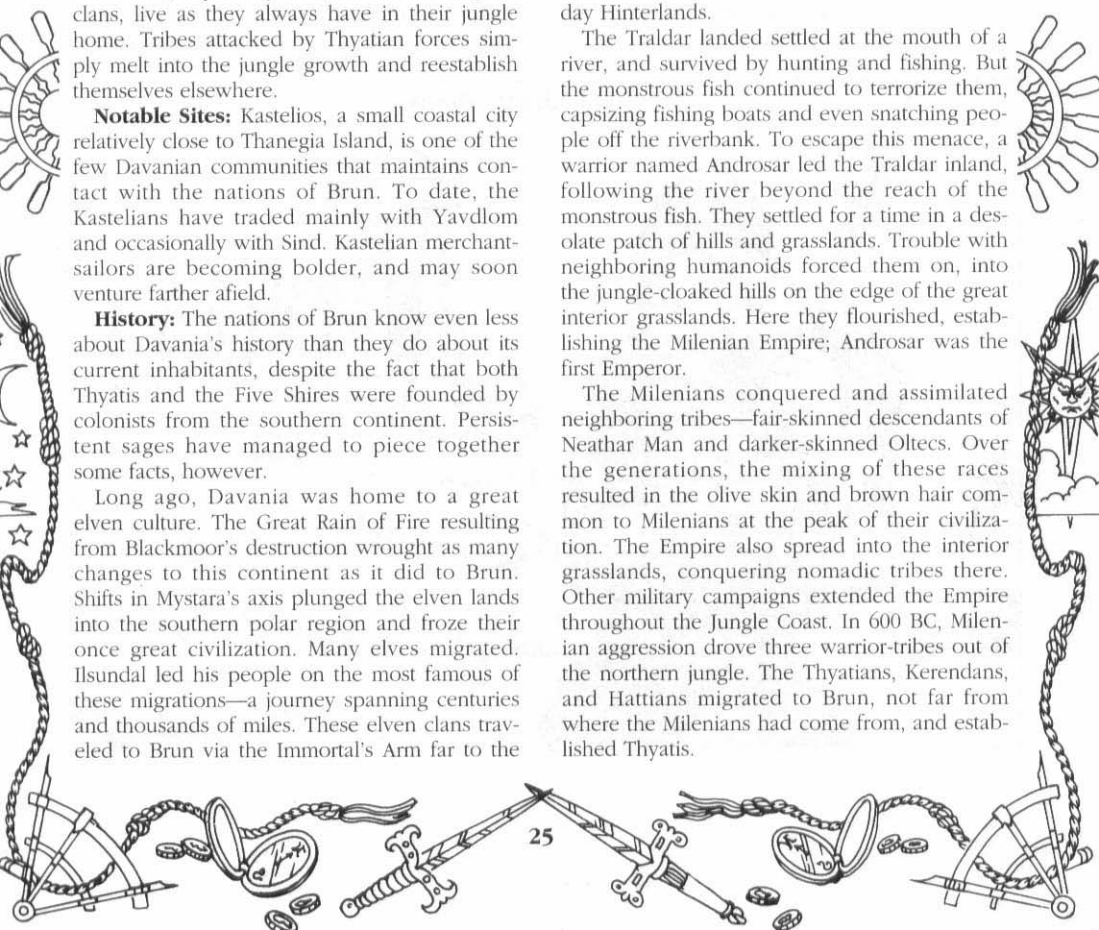 clans, live as they always have in their jungle
home. Tribes attacked by Thyatian forces sim-
ply melt into the jungle growth and reestablish
themselves elsewhere.
Notable Sites: Kastelios, a small coastal city
relatively close to Thanegia Island, is one of the
few Davanian communities that maintains con-
tact with the nations of Brun. To date, the
Kastelians have traded mainly with Yavdlom
and occasionally with Sind. Kastelian merchant-
sailors are becoming bolder, and may soon
venture farther afield.
History: The nations of Brun know even less
about Davania's history than they do about its
current inhabitants, despite the fact that both
Thyatis and the Five Shires were founded by
colonists from the southern continent. Persis-
tent sages have managed to piece together
some facts, however.
Long ago, Davania was home to a great
elven culture. The Great Rain of Fire resulting
from Blackmoor's destruction wrought as many
changes to this continent as it did to Brun.
Shifts in Mystara's axis plunged the elven lands
into the southern polar region and froze their
once great civilization. Many elves migrated.
Ilsundal led his people on the most famous of
these migrations—a journey spanning centuries
and thousands of miles. These elven clans trav-
eled to Brun via the Immortal's Arm far to the
day Hinterlands.
The Traldar landed settled at the mouth of a
river, and survived by hunting and fishing. But
the monstrous fish continued to terrorize them,
capsizing fishing boats and even snatching peo-
ple off the riverbank. To escape this menace, a
warrior named Androsar led the Traldar inland,
following the river beyond the reach of the
monstrous fish. They settled for a time in a des-
olate patch of hills and grasslands. Trouble with
neighboring humanoids forced them on, into
the jungle-cloaked hills on the edge of the great
interior grasslands. Here they flourished, estab-
lishing the Milenian Empire; Androsar was the
first Emperor.
The Milenians conquered and assimilated
neighboring tribes—fair-skinned descendants of
Neathar Man and darker-skinned Oltecs. Over
the generations, the mixing of these races
resulted in the olive skin and brown hair com-
mon to Milenians at the peak of their civiliza-
tion. The Empire also spread into the interior
grasslands, conquering nomadic tribes there.
Other military campaigns extended the Empire
throughout the Jungle Coast. In 600 BC, Milen-
ian aggression drove three warrior-tribes out of
the northern jungle. The Thyatians, Kerendans,
and Hattians migrated to Brun, not far from
where the Milenians had come from, and estab-
lished Thyatis.
25